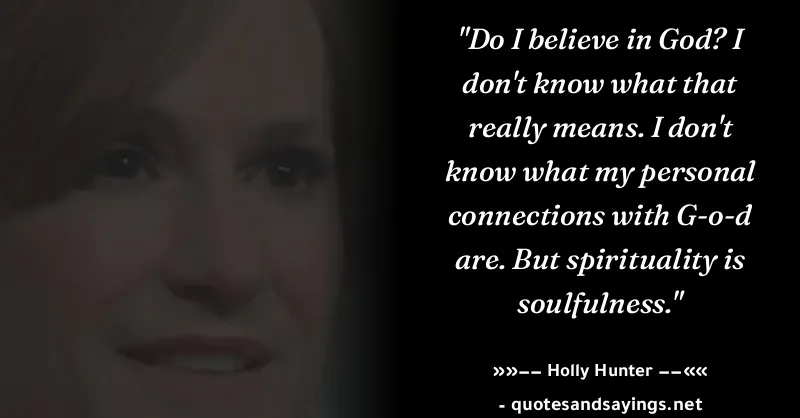 "Do I believe in God? I
don't know what that
really means. I don't
know what my personal
connections with G-o-d
are. But spirituality is
soulfulness."
»»−− Holly Hunter −−««
- quotesandsayings.net